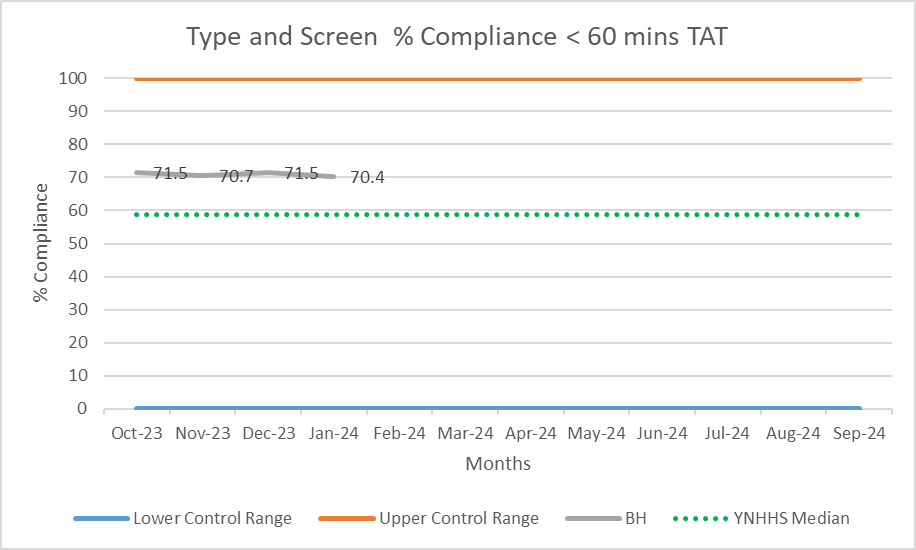 Type and Screen % Compliance < 60 mins TAT
100
90
80
70
60
50
40
30
20
10
0
% Compliance
71.5 70.7 71.5 70.4
Oct-23 Nov-23 Dec-23 Jan-24 Feb-24 Mar-24 Apr-24 May-24 Jun-24 Jul-24 Aug-24 Sep-24
Months
Lower Control Range Upper Control Range BH YNHHS Median